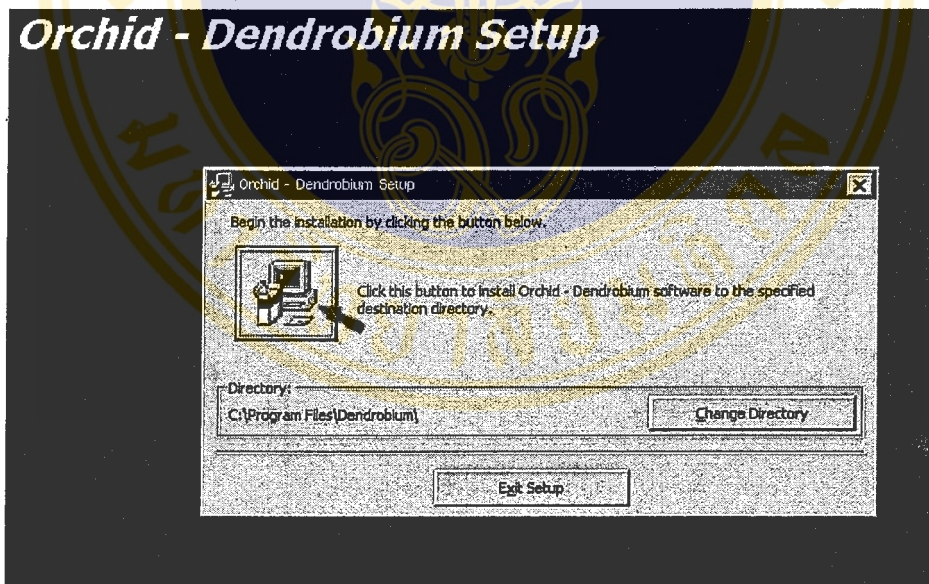 Orchid - Dendrobium Setup
Orchid - Dendrobium Setup
Begin the installation by clicking the button below.
Click this button to install Orchid - Dendrobium software to the specified
destination directory.
Directory:
C:\Program Files\Dendrobium\
Change Directory
Exit Setup